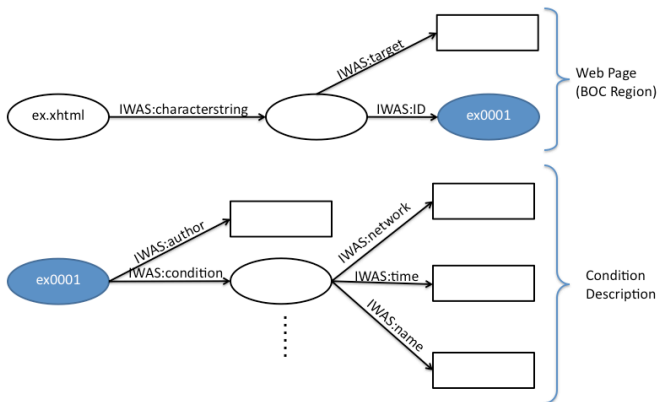 IWAS:target
Web Page
(BOC Region)
ex.xhtml
IWAS:characterstring
IWAS:ID
ex0001
IWAS:author
IWAS:network
ex0001
IWAS:condition
IWAS:time
Condition
Description
IWAS:name